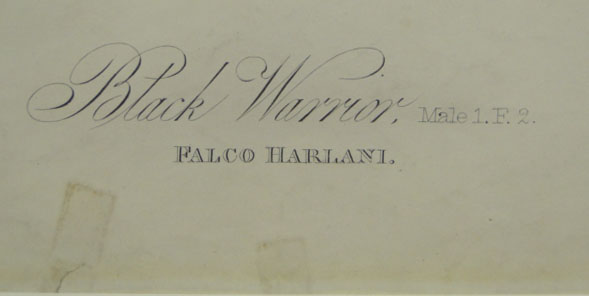 Black Warrior. Male 1. F. 2.
FALCO HARLANI.